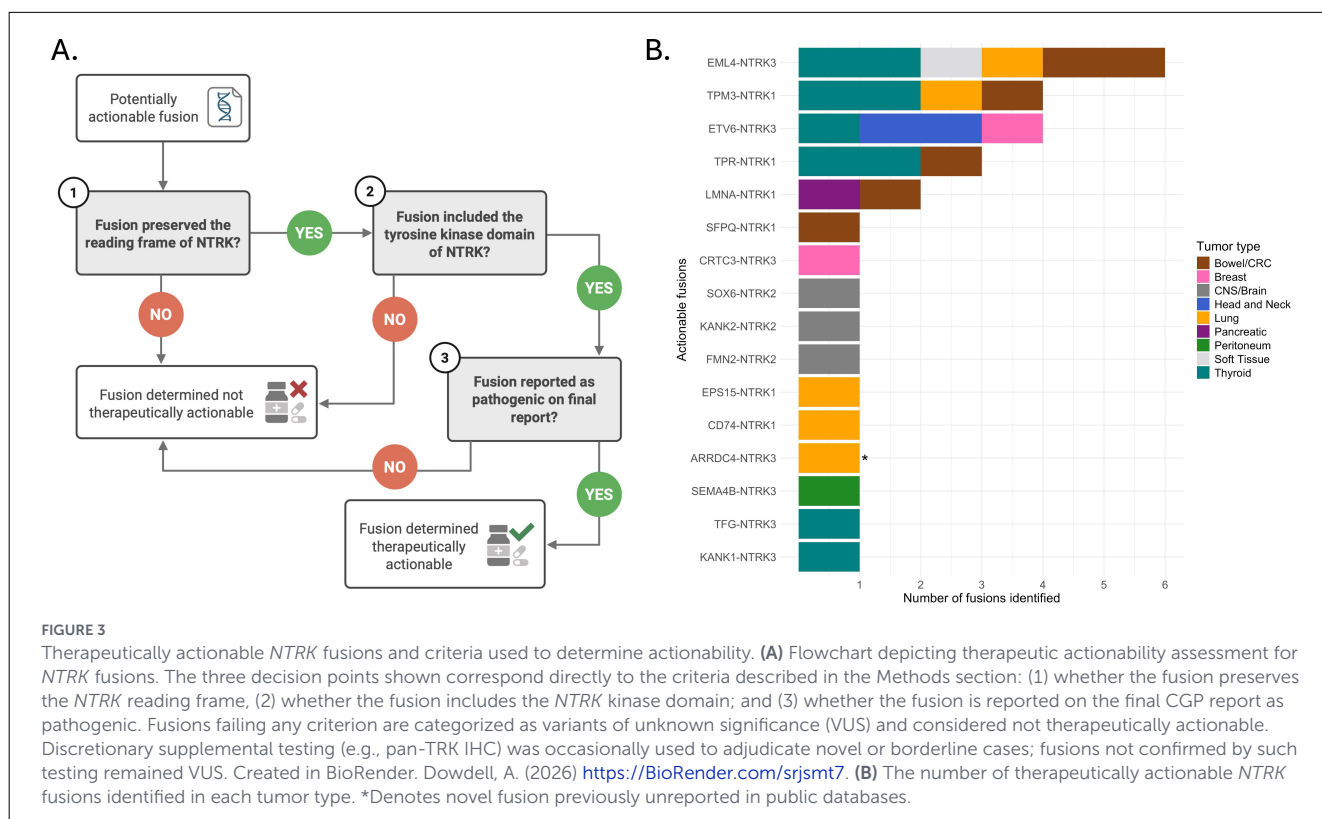 A.
Potentially
actionable fusion
1
Fusion preserved the
reading frame of NTRK?
YES
2
Fusion included the
tyrosine kinase domain
of NTRK?
NO
NO
YES
3
Fusion reported as
pathogenic on final
report?
Fusion determined not
therapeutically actionable
NO
YES
Fusion determined
therapeutically
actionable
B.
Actionable fusions
EML4-NTRK3
TPM3-NTRK1
ETV6-NTRK3
TPR-NTRK1
LMNA-NTRK1
SFPQ-NTRK1
CRTC3-NTRK3
SOX6-NTRK2
KANK2-NTRK2
FMN2-NTRK2
EPS15-NTRK1
CD74-NTRK1
ARRDC4-NTRK3 *
SEMA4B-NTRK3
TFG-NTRK3
KANK1-NTRK3
1 2 3 4 5 6
Number of fusions identified
Tumor type
Bowel/CRC
Breast
CNS/Brain
Head and Neck
Lung
Pancreatic
Peritoneum
Soft Tissue
Thyroid
FIGURE 3
Therapeutically actionable NTRK fusions and criteria used to determine actionability. (A) Flowchart depicting therapeutic actionability assessment for
NTRK fusions. The three decision points shown correspond directly to the criteria described in the Methods section: (1) whether the fusion preserves
the NTRK reading frame, (2) whether the fusion includes the NTRK kinase domain; and (3) whether the fusion is reported on the final CGP report as
pathogenic. Fusions failing any criterion are categorized as variants of unknown significance (VUS) and considered not therapeutically actionable.
Discretionary supplemental testing (e.g., pan-TRK IHC) was occasionally used to adjudicate novel or borderline cases; fusions not confirmed by such
testing remained VUS. Created in BioRender. Dowdell, A. (2026) https://BioRender.com/srjsmt7. (B) The number of therapeutically actionable NTRK
fusions identified in each tumor type. *Denotes novel fusion previously unreported in public databases.